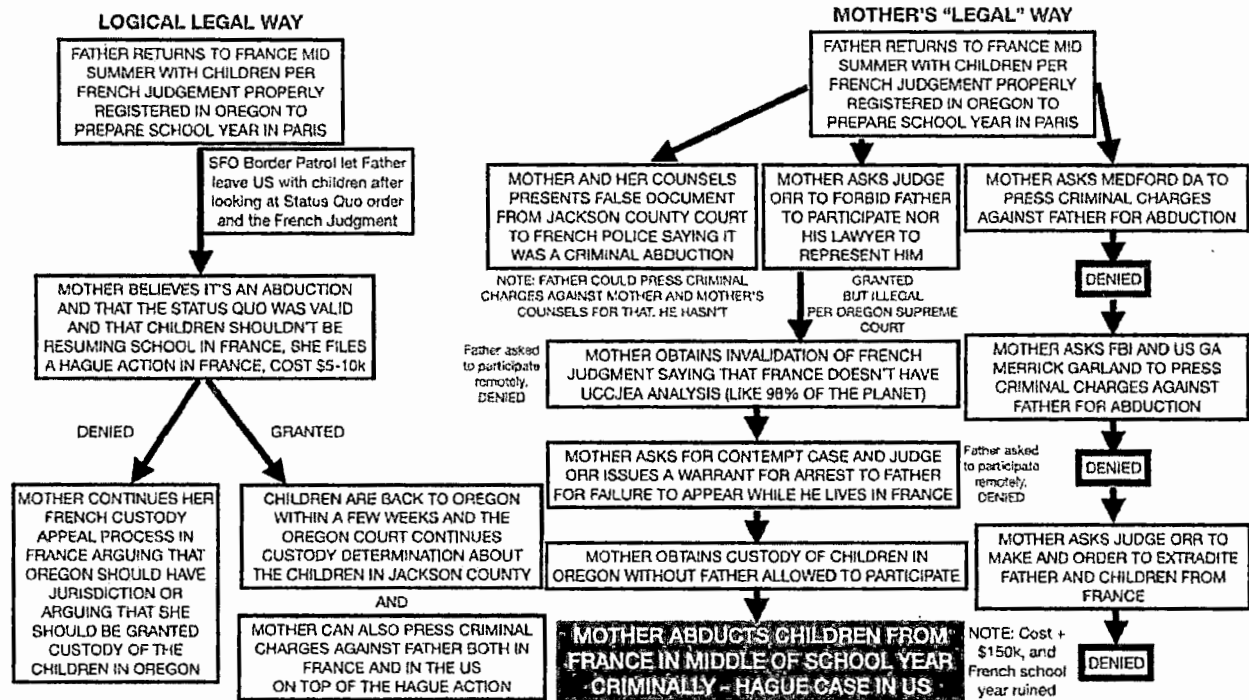 LOGICAL LEGAL WAY
FATHER RETURNS TO FRANCE MID
SUMMER WITH CHILDREN PER
FRENCH JUDGEMENT PROPERLY
REGISTERED IN OREGON TO
PREPARE SCHOOL YEAR IN PARIS
SFO Border Patrol let Father
leave US with children after
looking at Status Quo order
and the French Judgment
MOTHER BELIEVES IT'S AN ABDUCTION
AND THAT THE STATUS QUO WAS VALID
AND THAT CHILDREN SHOULDN'T BE
RESUMING SCHOOL IN FRANCE, SHE FILES
A HAGUE ACTION IN FRANCE, COST $5-10k
DENIED
GRANTED
MOTHER CONTINUES HER
FRENCH CUSTODY
APPEAL PROCESS IN
FRANCE ARGUING THAT
OREGON SHOULD HAVE
JURISDICTION OR
ARGUING THAT SHE
SHOULD BE GRANTED
CUSTODY OF THE
CHILDREN IN OREGON
CHILDREN ARE BACK TO OREGON
WITHIN A FEW WEEKS AND THE
OREGON COURT CONTINUES
CUSTODY DETERMINATION ABOUT
THE CHILDREN IN JACKSON COUNTY
AND
MOTHER CAN ALSO PRESS CRIMINAL
CHARGES AGAINST FATHER BOTH IN
FRANCE AND IN THE US
ON TOP OF THE HAGUE ACTION
MOTHER'S "LEGAL" WAY
FATHER RETURNS TO FRANCE MID
SUMMER WITH CHILDREN PER
FRENCH JUDGEMENT PROPERLY
REGISTERED IN OREGON TO
PREPARE SCHOOL YEAR IN PARIS
MOTHER AND HER COUNSELS
PRESENTS FALSE DOCUMENT
FROM JACKSON COUNTY COURT
TO FRENCH POLICE SAYING IT
WAS A CRIMINAL ABDUCTION
NOTE: FATHER COULD PRESS CRIMINAL
CHARGES AGAINST MOTHER AND MOTHER'S
COUNSELS FOR THAT. HE HASN'T
MOTHER ASKS JUDGE
ORR TO FORBID FATHER
TO PARTICIPATE NOR
HIS LAWYER TO
REPRESENT HIM
GRANTED
BUT ILLEGAL
PER OREGON SUPREME
COURT
Father asked
to participate
remotely,
DENIED
MOTHER OBTAINS INVALIDATION OF FRENCH
JUDGMENT SAYING THAT FRANCE DOESN'T HAVE
UCCJEA ANALYSIS (LIKE 98% OF THE PLANET)
MOTHER ASKS FOR CONTEMPT CASE AND JUDGE
ORR ISSUES A WARRANT FOR ARREST TO FATHER
FOR FAILURE TO APPEAR WHILE HE LIVES IN FRANCE
Father asked
to participate
remotely,
DENIED
MOTHER OBTAINS CUSTODY OF CHILDREN IN
OREGON WITHOUT FATHER ALLOWED TO PARTICIPATE
MOTHER ABDUCTS CHILDREN FROM
FRANCE IN MIDDLE OF SCHOOL YEAR
CRIMINALLY - HAGUE CASE IN US
NOTE: Cost +
$150k, and
French school
year ruined
MOTHER ASKS MEDFORD DA TO
PRESS CRIMINAL CHARGES
AGAINST FATHER FOR ABDUCTION
DENIED
MOTHER ASKS FBI AND US GA
MERRICK GARLAND TO PRESS
CRIMINAL CHARGES AGAINST
FATHER FOR ABDUCTION
DENIED
MOTHER ASKS JUDGE ORR TO
MAKE AND ORDER TO EXTRADITE
FATHER AND CHILDREN FROM
FRANCE
DENIED